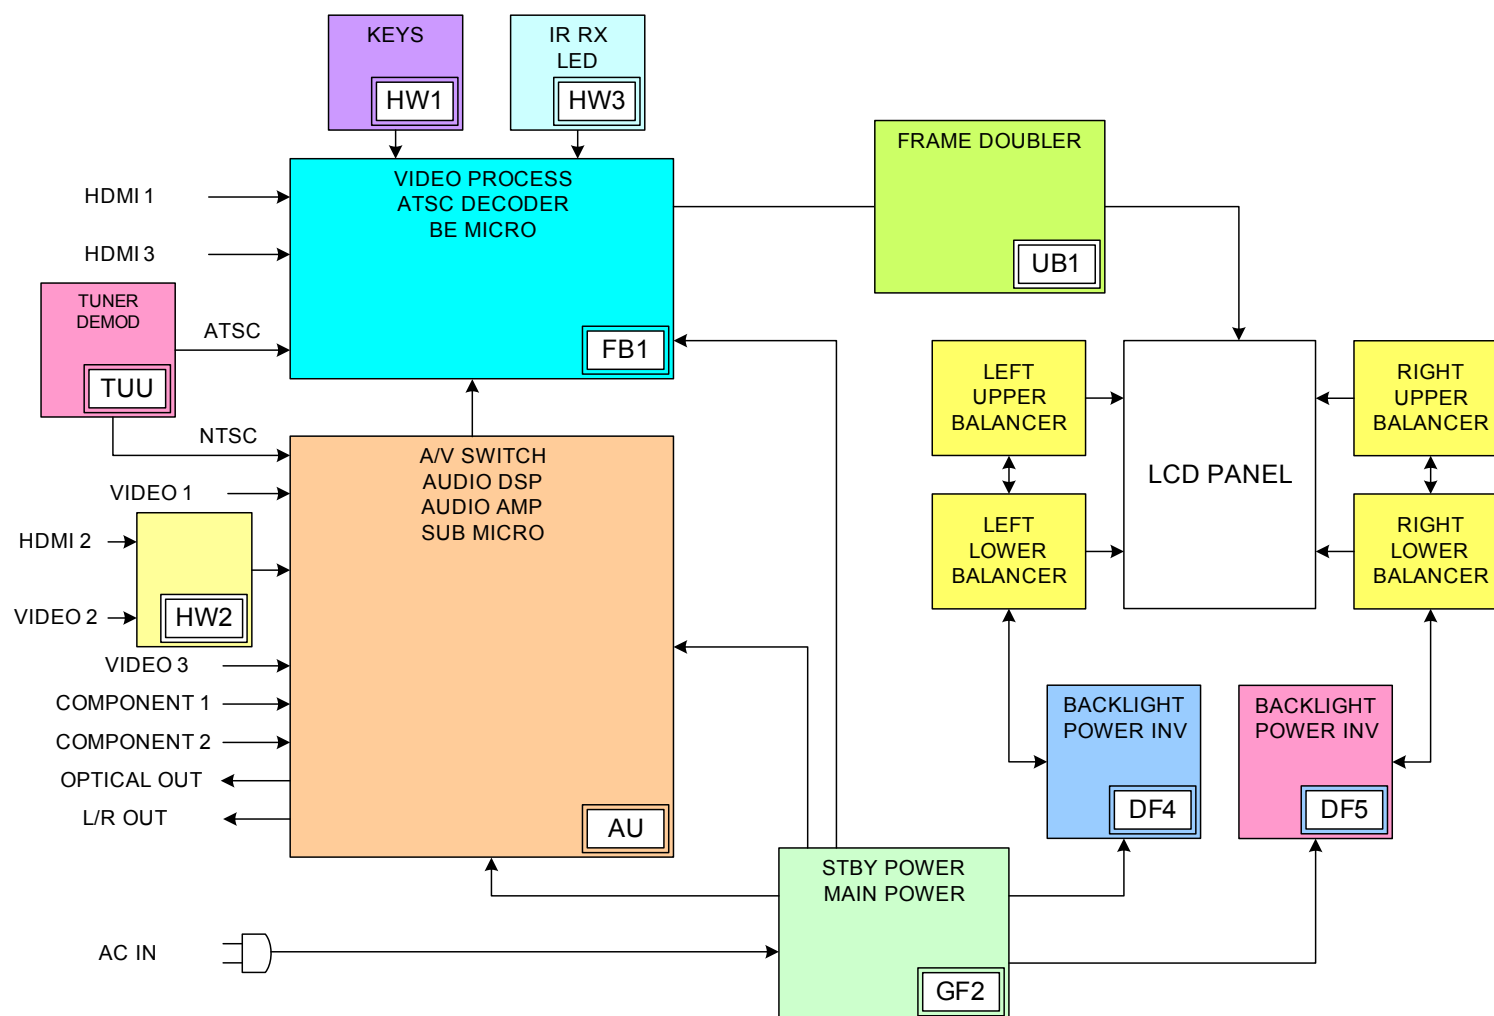 KEYS
HW1
IR RX
LED
HW3
FRAME DOUBLER
UB1
HDMI 1
HDMI 3
VIDEO PROCESS
ATSC DECODER
BE MICRO
FB1
TUNER
DEMOD
TUU
ATSC
NTSC
VIDEO 1
HDMI 2
VIDEO 2
HW2
VIDEO 3
COMPONENT 1
COMPONENT 2
OPTICAL OUT
L/R OUT
A/V SWITCH
AUDIO DSP
AUDIO AMP
SUB MICRO
AU
LEFT
UPPER
BALANCER
LEFT
LOWER
BALANCER
LCD PANEL
RIGHT
UPPER
BALANCER
RIGHT
LOWER
BALANCER
BACKLIGHT
POWER INV
DF4
BACKLIGHT
POWER INV
DF5
STBY POWER
MAIN POWER
GF2
AC IN